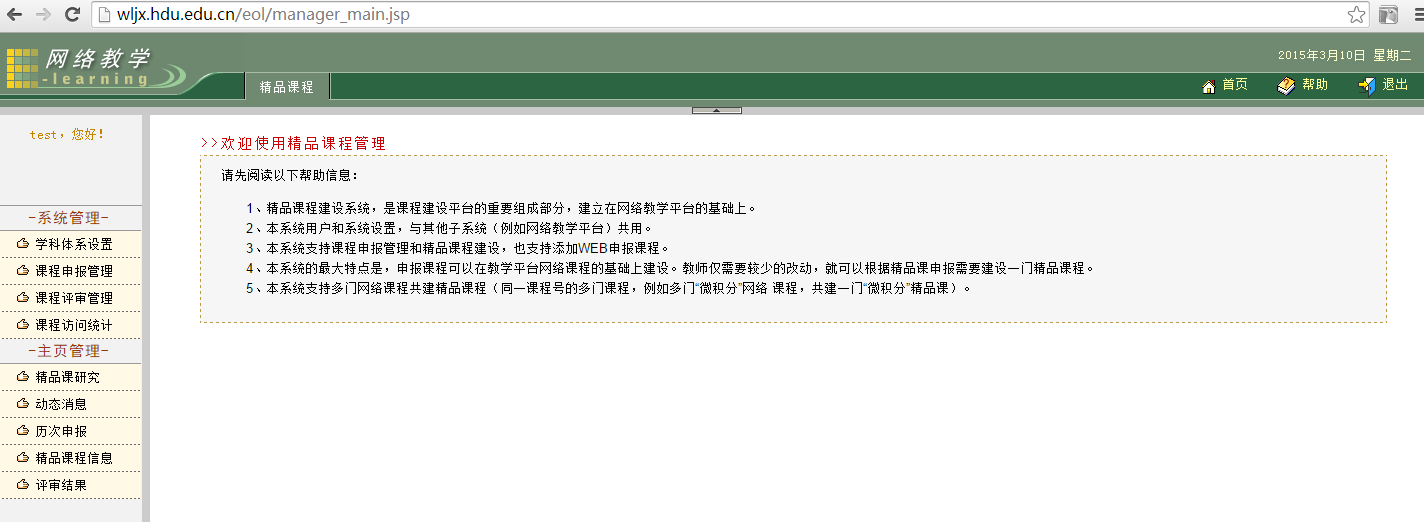 wljx.hdu.edu.cn/eol/manager_main.jsp
网络教学
-learning
2015年3月10日 星期二
精品课程
首页 帮助 退出
test，您好！
-系统管理-
学科体系设置
课程申报管理
课程评审管理
课程访问统计
-主页管理-
精品课研究
动态消息
历次申报
精品课程信息
评审结果
>>欢迎使用精品课程管理
请先阅读以下帮助信息：
1、精品课程建设系统，是课程建设平台的重要组成部分，建立在网络教学平台的基础上。
2、本系统用户和系统设置，与其他子系统（例如网络教学平台）共用。
3、本系统支持课程申报管理和精品课程建设，也支持添加WEB申报课程。
4、本系统的最大特点是，申报课程可以在教学平台网络课程的基础上建设。教师仅需要较少的改动，就可以根据精品课申报需要建设一门精品课程。
5、本系统支持多门网络课程共建精品课程（同一课程号的多门课程，例如多门“微积分”网络 课程，共建一门“微积分”精品课）。